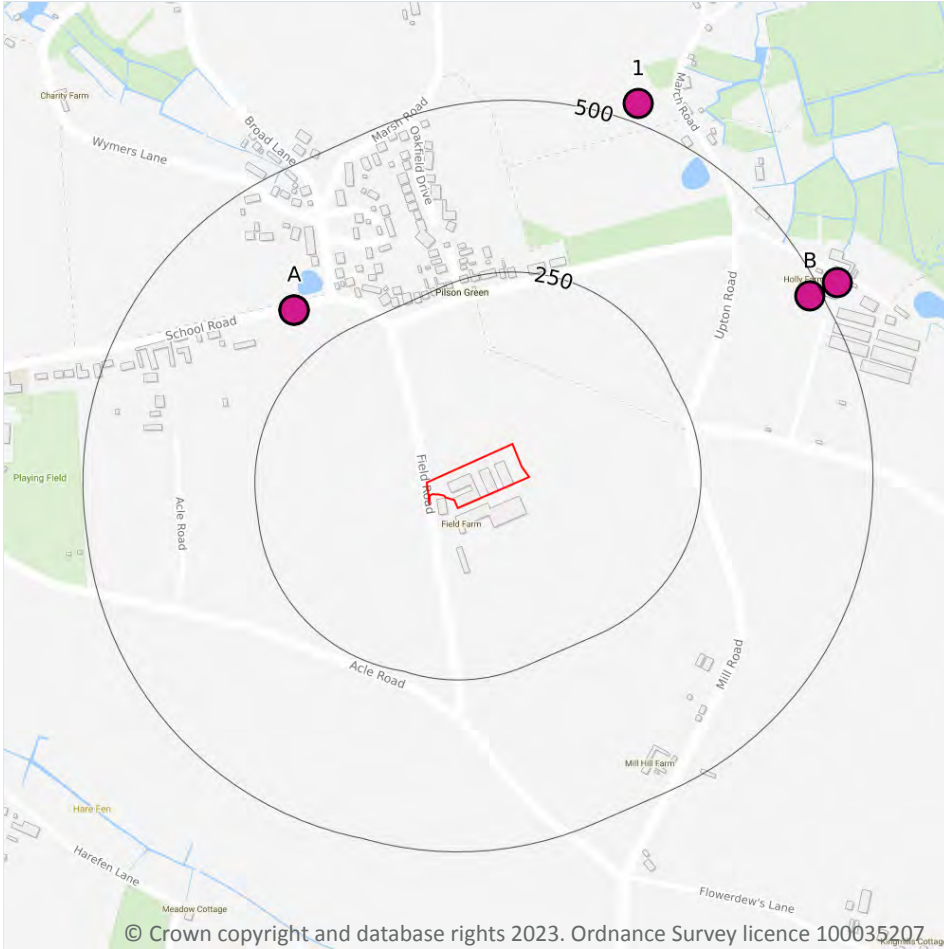 1
500
March Road
Charity Farm
Marsh Road
Broad Lane
Oakfield Drive
Wymers Lane
A
B
250
Holly Farm
Pilson Green
Upton Road
School Road
Playing Field
Field Road
Acle Road
Field Farm
Acle Road
Mill Road
Mill Hill Farm
Hare Fen
Harefen Lane
Flowerdew's Lane
Meadow Cottage
© Crown copyright and database rights 2023. Ordnance Survey licence 100035207.